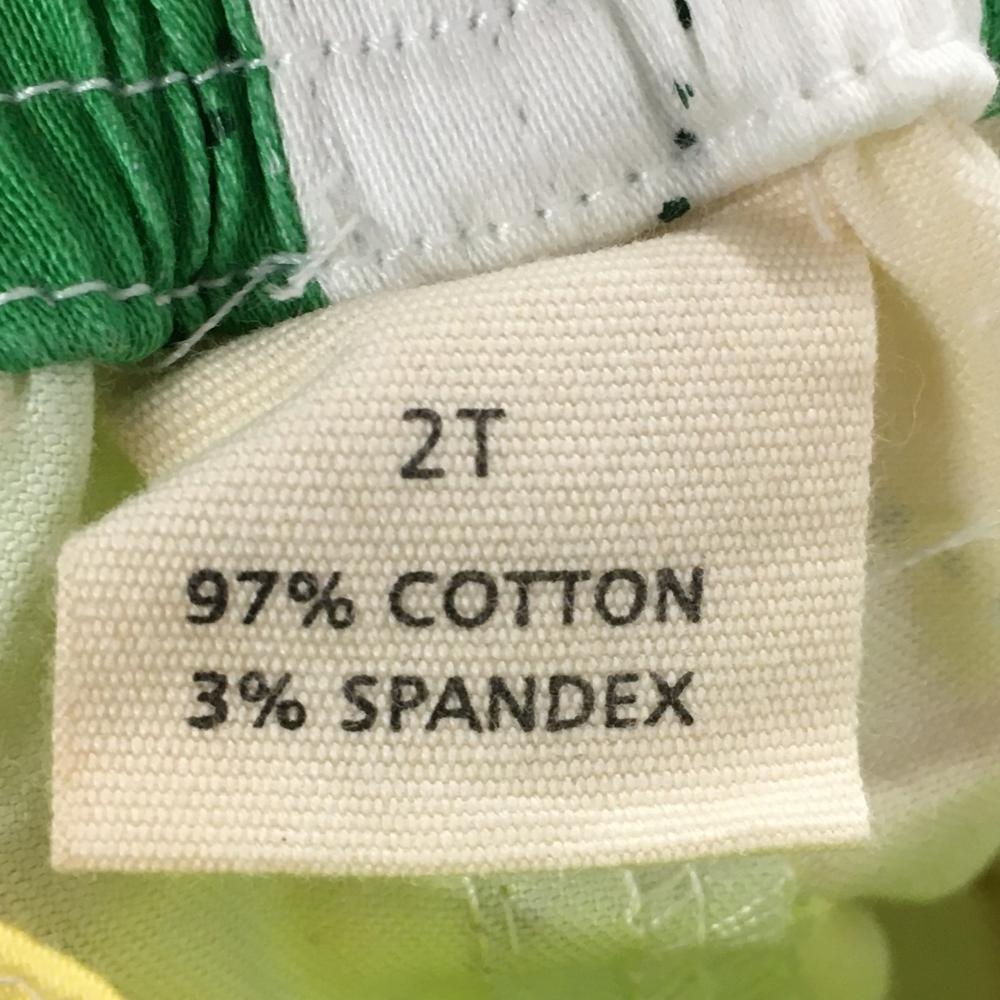 2T
97% COTTON
3% SPANDEX